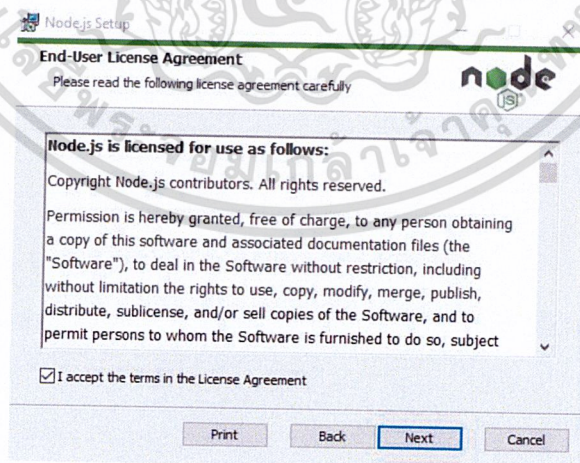 Node.js Setup
End-User License Agreement
Please read the following license agreement carefully
node
JS
Node.js is licensed for use as follows:
Copyright Node.js contributors. All rights reserved.
Permission is hereby granted, free of charge, to any person obtaining
a copy of this software and associated documentation files (the
"Software"), to deal in the Software without restriction, including
without limitation the rights to use, copy, modify, merge, publish,
distribute, sublicense, and/or sell copies of the Software, and to
permit persons to whom the Software is furnished to do so, subject
I accept the terms in the License Agreement
Print Back Next Cancel